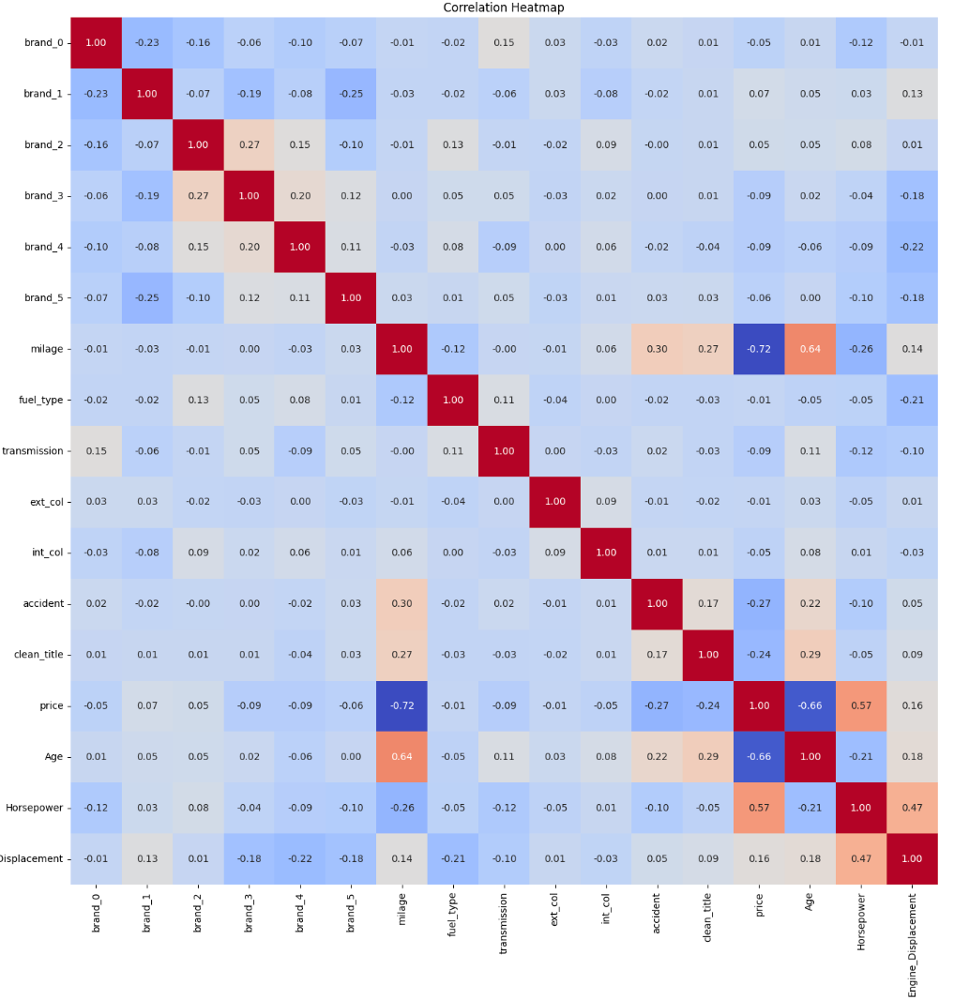 Correlation Heatmap
brand_0 1.00 -0.23 -0.16 -0.06 -0.10 -0.07 -0.01 -0.02 0.15 0.03 -0.03 0.02 0.01 -0.05 0.01 -0.12 -0.01
brand_1 -0.23 1.00 -0.07 -0.19 -0.08 -0.25 -0.03 -0.02 -0.06 0.03 -0.08 -0.02 0.01 0.07 0.05 0.03 0.13
brand_2 -0.16 -0.07 1.00 0.27 0.15 -0.10 -0.01 0.13 -0.01 -0.02 0.09 -0.00 0.01 0.05 0.05 0.08 0.01
brand_3 -0.06 -0.19 0.27 1.00 0.20 0.12 0.00 0.05 0.05 -0.03 0.02 0.00 0.01 -0.09 0.02 -0.04 -0.18
brand_4 -0.10 -0.08 0.15 0.20 1.00 0.11 -0.03 0.08 -0.09 0.00 0.06 -0.02 -0.04 -0.09 -0.06 -0.09 -0.22
brand_5 -0.07 -0.25 -0.10 0.12 0.11 1.00 0.03 0.01 0.05 -0.03 0.01 0.03 0.03 -0.06 0.00 -0.10 -0.18
milage -0.01 -0.03 -0.01 0.00 -0.03 0.03 1.00 -0.12 -0.00 -0.01 0.06 0.30 0.27 -0.72 0.64 -0.26 0.14
fuel_type -0.02 -0.02 0.13 0.05 0.08 0.01 -0.12 1.00 0.11 -0.04 0.00 -0.02 -0.03 -0.01 -0.05 -0.05 -0.21
transmission 0.15 -0.06 -0.01 0.05 -0.09 0.05 -0.00 0.11 1.00 0.00 -0.03 0.02 -0.03 -0.09 0.11 -0.12 -0.10
ext_col 0.03 0.03 -0.02 -0.03 0.00 -0.03 -0.01 -0.04 0.00 1.00 0.09 -0.01 -0.02 -0.01 0.03 -0.05 0.01
int_col -0.03 -0.08 0.09 0.02 0.06 0.01 0.06 0.00 -0.03 0.09 1.00 0.01 0.01 -0.05 0.08 0.01 -0.03
accident 0.02 -0.02 -0.00 0.00 -0.02 0.03 0.30 -0.02 0.02 -0.01 0.01 1.00 0.17 -0.27 0.22 -0.10 0.05
clean_title 0.01 0.01 0.01 0.01 -0.04 0.03 0.27 -0.03 -0.03 -0.02 0.01 0.17 1.00 -0.24 0.29 -0.05 0.09
price -0.05 0.07 0.05 -0.09 -0.09 -0.06 -0.72 -0.01 -0.09 -0.01 -0.05 -0.27 -0.24 1.00 -0.66 0.57 0.16
Age 0.01 0.05 0.05 0.02 -0.06 0.00 0.64 -0.05 0.11 0.03 0.08 0.22 0.29 -0.66 1.00 -0.21 0.18
Horsepower -0.12 0.03 0.08 -0.04 -0.09 -0.10 -0.26 -0.05 -0.12 -0.05 0.01 -0.10 -0.05 0.57 -0.21 1.00 0.47
Displacement -0.01 0.13 0.01 -0.18 -0.22 -0.18 0.14 -0.21 -0.10 0.01 -0.03 0.05 0.09 0.16 0.18 0.47 1.00
brand_0
brand_1
brand_2
brand_3
brand_4
brand_5
milage
fuel_type
transmission
ext_col
int_col
accident
clean_title
price
Age
Horsepower
Engine_Displacement